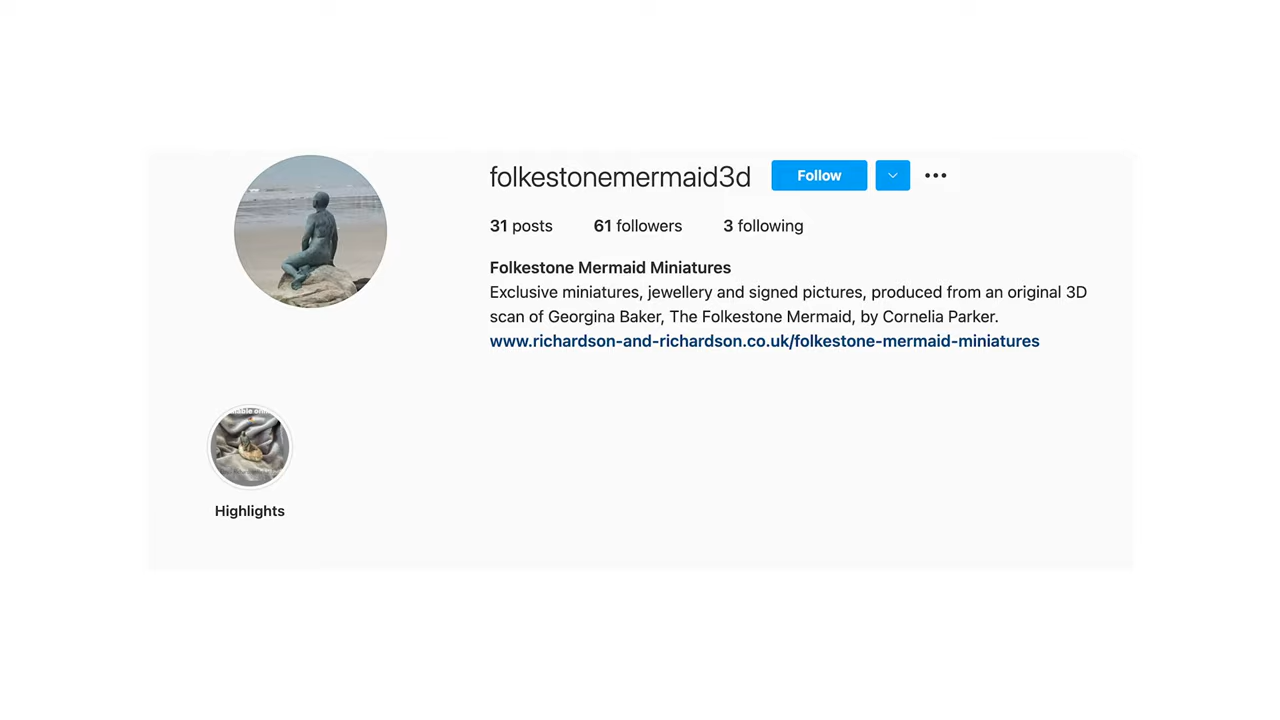 folkestonemermaid3d
Follow
31 posts 61 followers 3 following
Folkestone Mermaid Miniatures
Exclusive miniatures, jewellery and signed pictures, produced from an original 3D
scan of Georgina Baker, The Folkestone Mermaid, by Cornelia Parker.
www.richardson-and-richardson.co.uk/folkestone-mermaid-miniatures
Highlights